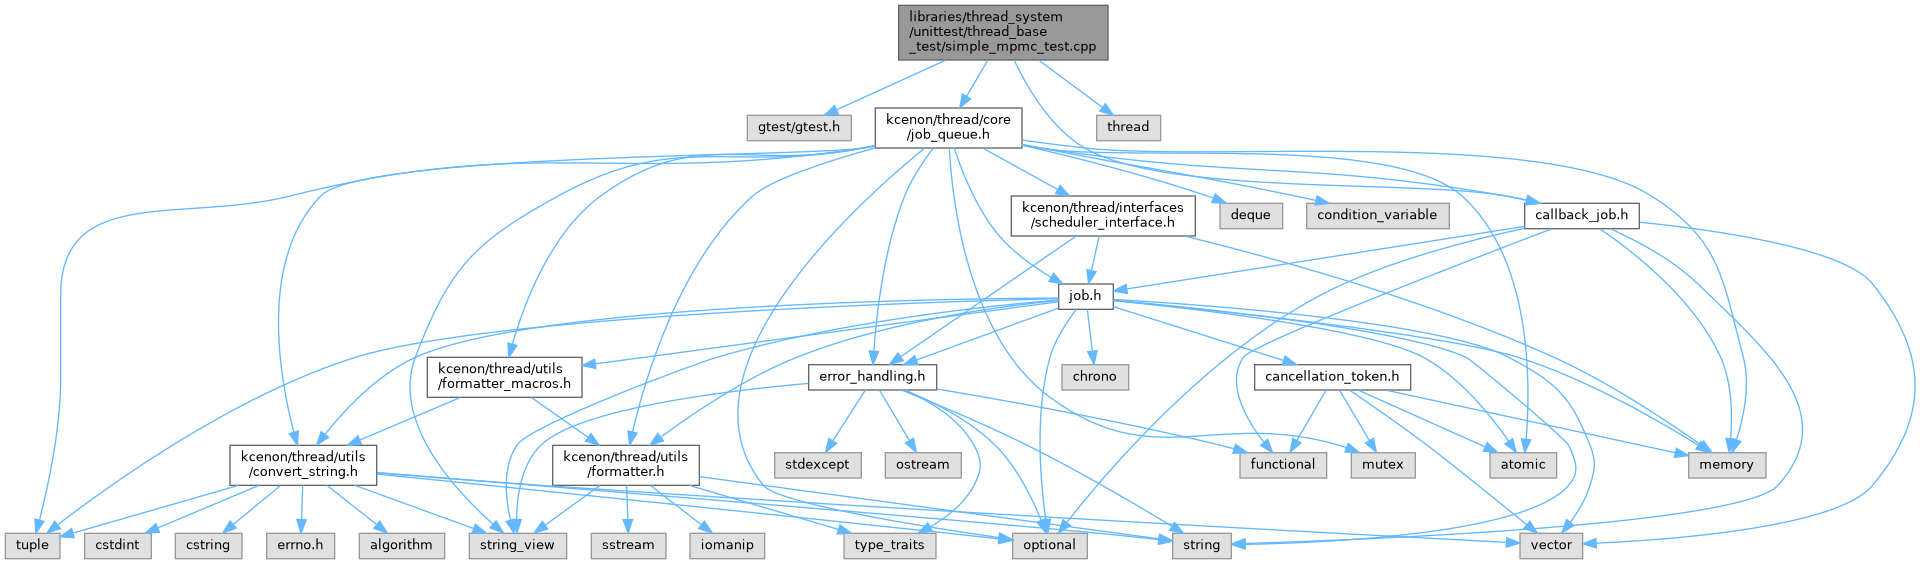 libraries/thread_system
/unittest/thread_base
_test/simple_mpmc_test.cpp
gtest/gtest.h
kcenon/thread/core
/job_queue.h
thread
kcenon/thread/interfaces
/scheduler_interface.h
deque
condition_variable
callback_job.h
job.h
kcenon/thread/utils
/formatter_macros.h
error_handling.h
chrono
cancellation_token.h
kcenon/thread/utils
/convert_string.h
kcenon/thread/utils
/formatter.h
stdexcept
ostream
functional
mutex
atomic
memory
tuple
cstdint
cstring
errno.h
algorithm
string_view
sstream
iomanip
type_traits
optional
string
vector